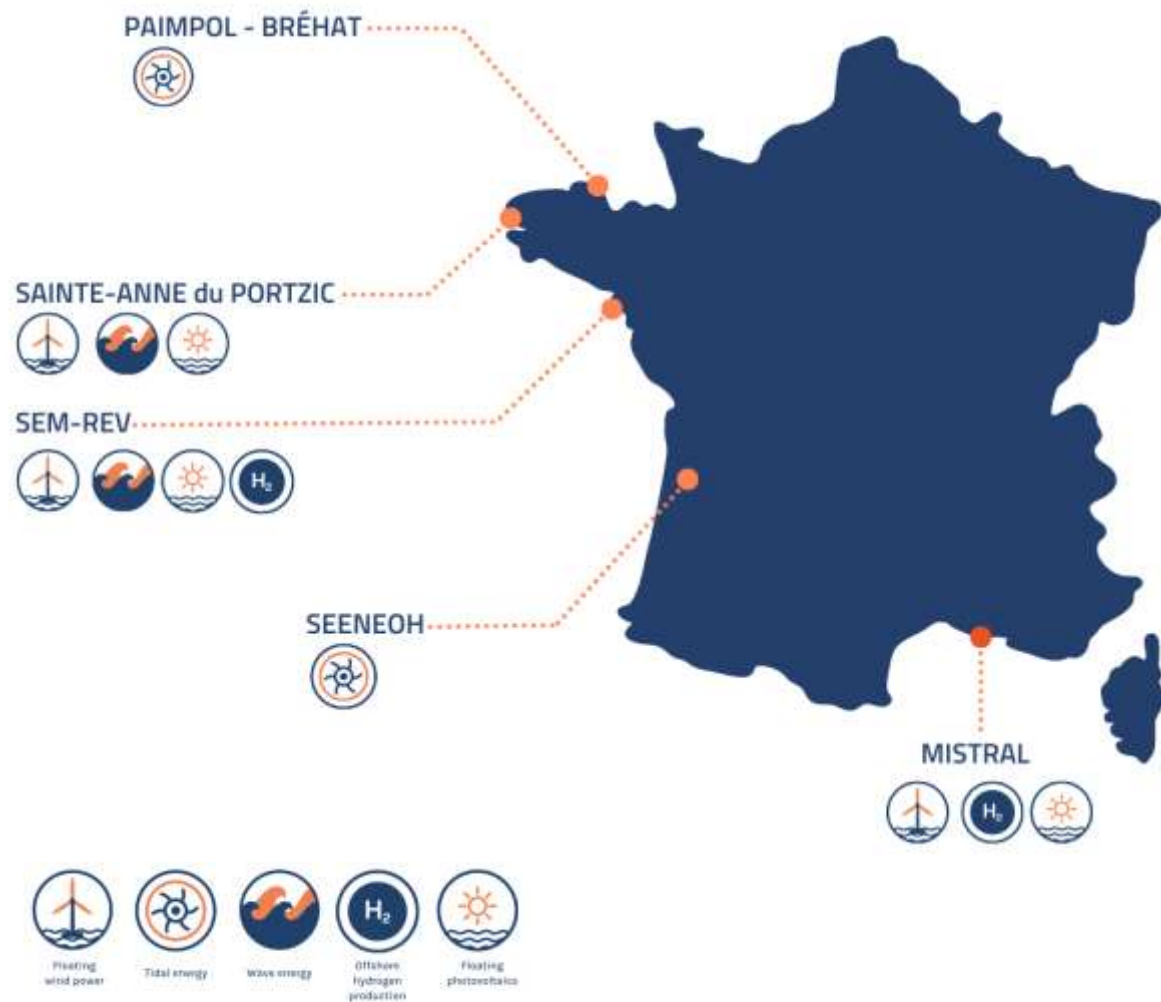 PAIMPOL - BRÉHAT
SAINTE-ANNE du PORTZIC
SEM-REV
H₂
SEENEOH
MISTRAL
H₂
H₂
Floating
wind power
Tidal energy
Wave energy
Offshore
Hydrogen
production
Floating
photovoltaics